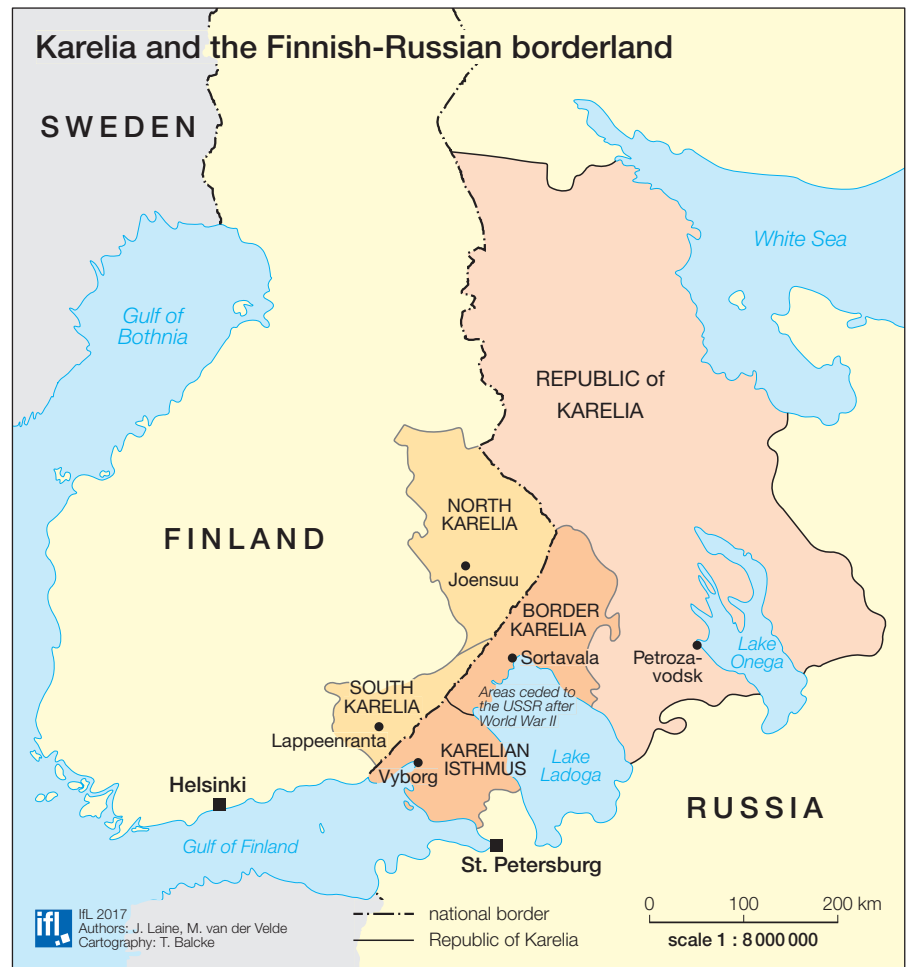 Karelia and the Finnish-Russian borderland
SWEDEN
White Sea
Gulf of
Bothnia
REPUBLIC of
KARELIA
NORTH
KARELIA
FINLAND
Joensuu
BORDER
KARELIA
Sortavala
Petroza-
vodsk
Lake
Onega
SOUTH
KARELIA
Areas ceded to
the USSR after
World War II
Lappeenranta
KARELIAN
ISTHMUS
Lake
Ladoga
Vyborg
Helsinki
RUSSIA
Gulf of Finland
St. Petersburg
ifl
IfL 2017
Authors: J. Laine, M. van der Velde
Cartography: T. Balcke
national border
Republic of Karelia
0 100 200 km
scale 1 : 8 000 000